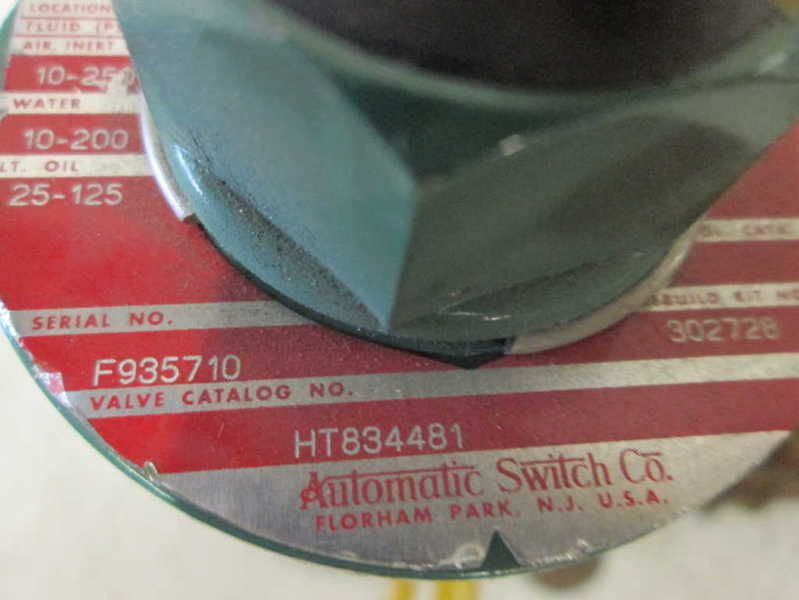 LOCATION
FLUID (P
AIR, INERT
10-250
WATER
10-200
LT. OIL
25-125
SERIAL NO.
F935710
REBUILD KIT NO
302728
VALVE CATALOG NO.
HT834481
Automatic Switch Co.
FLORHAM PARK, N.J. U.S.A.